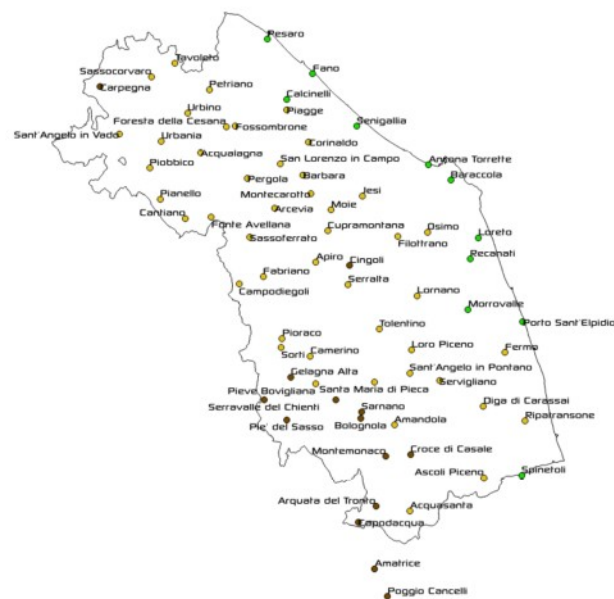 Pesaro
Tavoleto
Fano
Sassocorvaro
Carpegna
Petriano
Calcinelli
Piagge
Urbino
Foresta della Cesana
Fossombrone
Senigallia
Sant'Angelo in Vado
Urbania
Corinaldo
Acqualagna
Piobbico
San Lorenzo in Campo
Ancona Torrette
Baraccola
Pergola
Barbara
Montecarotto
Jesi
Pianello
Arcevia
Moie
Cantiano
Fonte Avellana
Cupramontana
Osimo
Loreto
Sassoferrato
Filottrano
Recanati
Apiro
Cingoli
Fabriano
Serralta
Campodiegoli
Lornano
Morrovalle
Porto Sant'Elpidio
Tolentino
Pioraco
Sorti
Camerino
Loro Piceno
Ferma
Gelagna Alta
Sant'Angelo in Pontano
Pieve Bovigliana
Santa Maria di Pieca
Servigliano
Serravalle del Chienti
Sarnano
Diga di Carassai
Pie' del Sasso
Bolognola
Amandola
Ripatransone
Montemonaco
Croce di Casale
Ascoli Piceno
Spinetoli
Arquata del Tronto
Acquasanta
Capodacqua
Amatrice
Poggio Cancelli